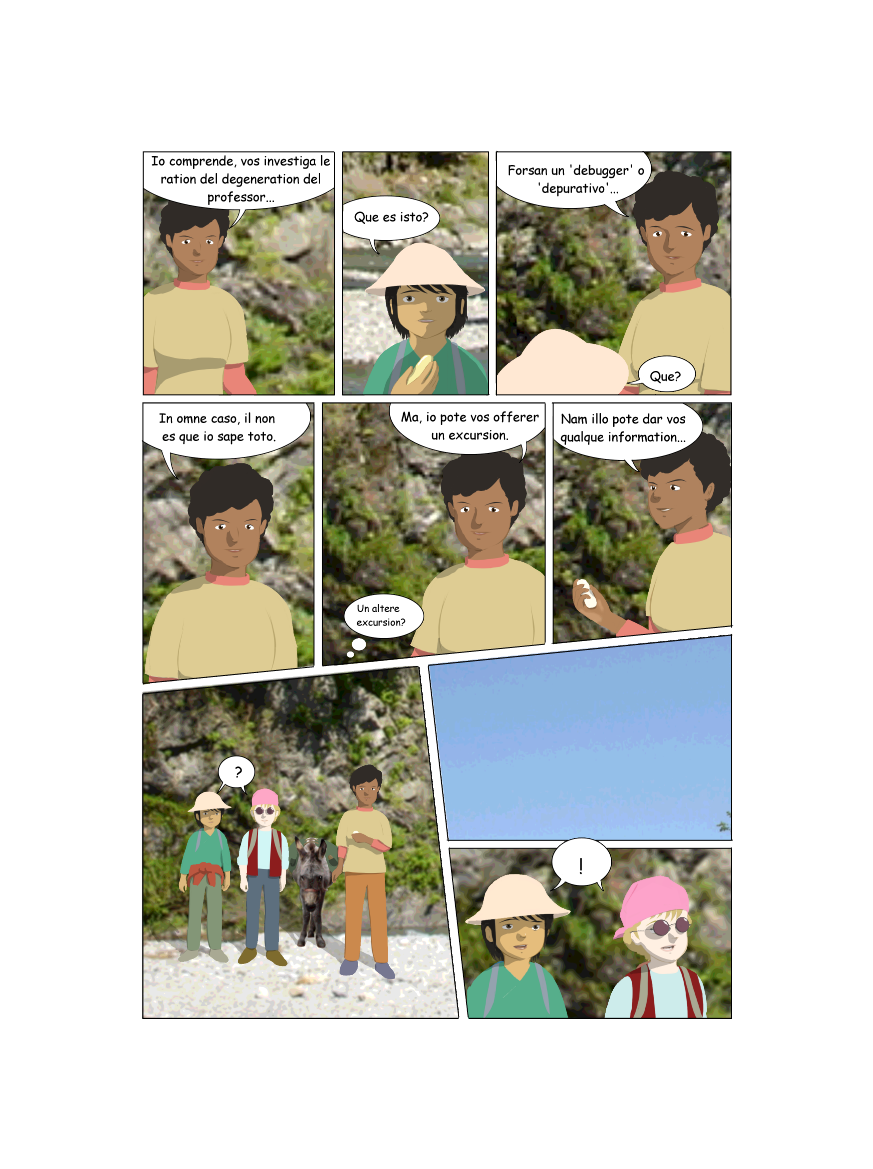 Io comprende, vos investiga le
ration del degeneration del
professor...
Que es isto?
Forsan un 'debugger' o
'depurativo'...
Que?
In omne caso, il non
es que io sape toto.
Ma, io pote vos offerer
un excursion.
Un altere
excursion?
Nam illo pote dar vos
qualque information...
?
!